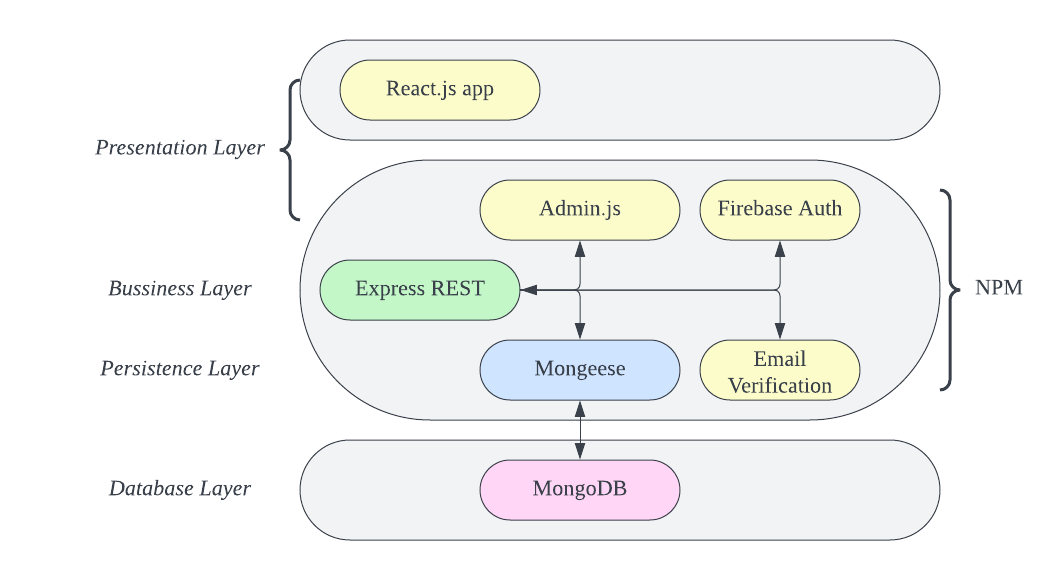 React.js app
Presentation Layer
Admin.js
Firebase Auth
Bussiness Layer
Express REST
NPM
Persistence Layer
Mongeese
Email
Verification
Database Layer
MongoDB